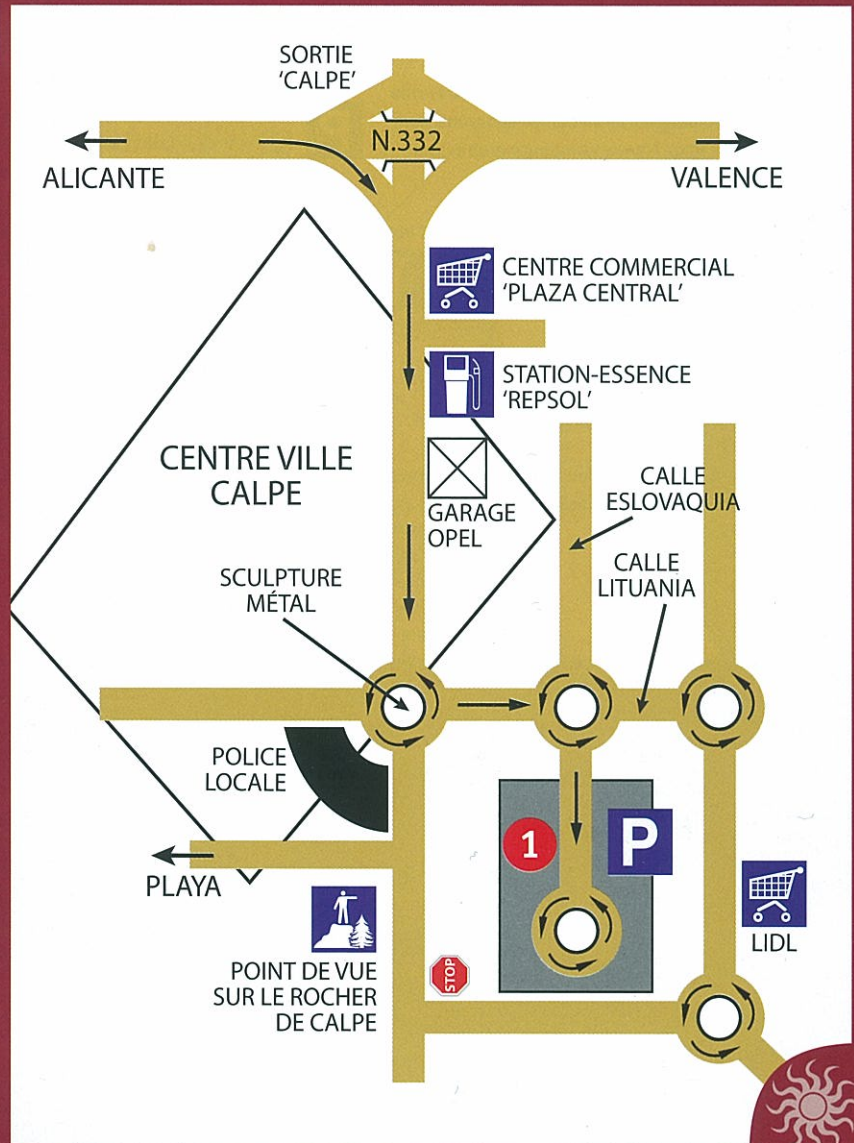 SORTIE
'CALPE'
N.332
ALICANTE
VALENCE
CENTRE COMMERCIAL
'PLAZA CENTRAL'
STATION-ESSENCE
'REPSOL'
CENTRE VILLE
CALPE
GARAGE
OPEL
CALLE
ESLOVAQUIA
SCULPTURE
MÉTAL
CALLE
LITUANIA
POLICE
LOCALE
1
P
PLAYA
LIDL
POINT DE VUE
SUR LE ROCHER
DE CALPE
STOP